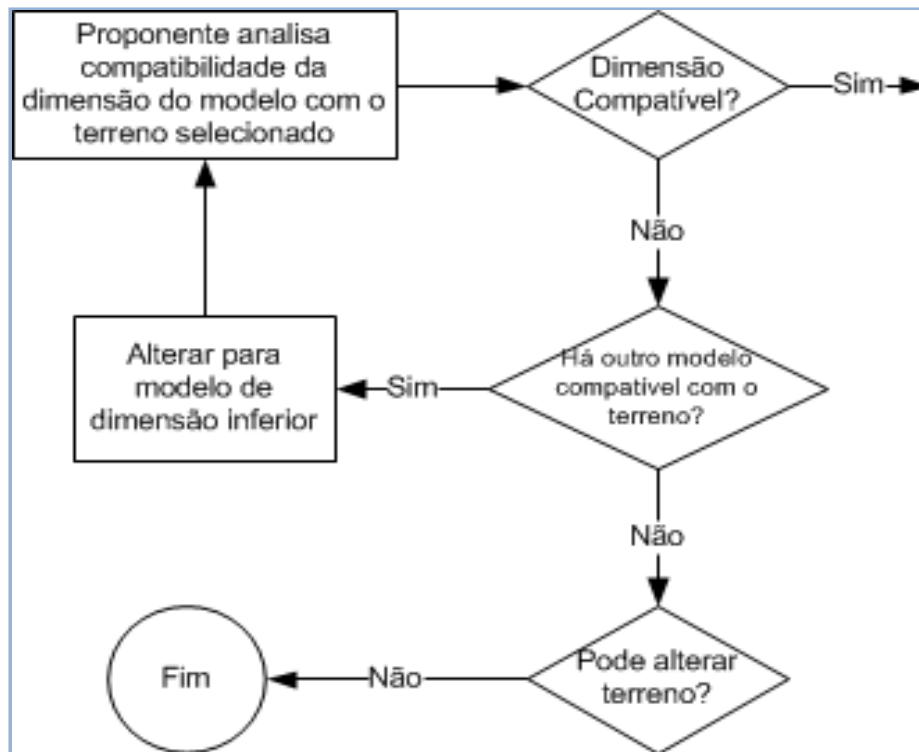 Proponente analisa
compatibilidade da
dimensão do modelo com o
terreno selecionado
Dimensão
Compatível?
Sim
Não
Há outro modelo
compatível com o
terreno?
Sim
Alterar para
modelo de
dimensão inferior
Não
Pode alterar
terreno?
Não
Fim